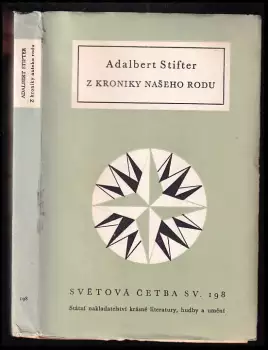 ADALBERT STIFTER
Z kroniky našeho rodu
198
Adalbert Stifter
Z KRONIKY NAŠEHO RODU
SVĚTOVÁ ČETBA SV. 198
Státní nakladatelství krásné literatury, hudby a umění